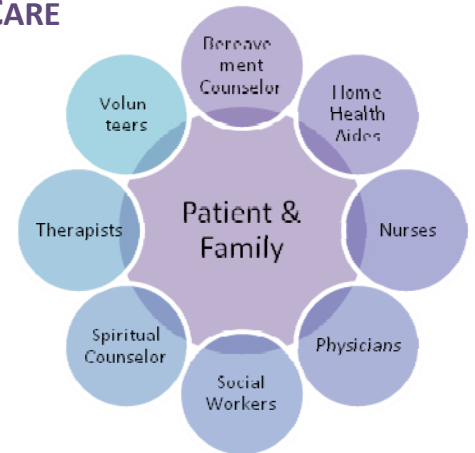 CARE
Bereave
ment
Counselor
Home
Health
Aides
Nurses
Physicians
Social
Workers
Spiritual
Counselor
Therapists
Volun
teers
Patient &
Family